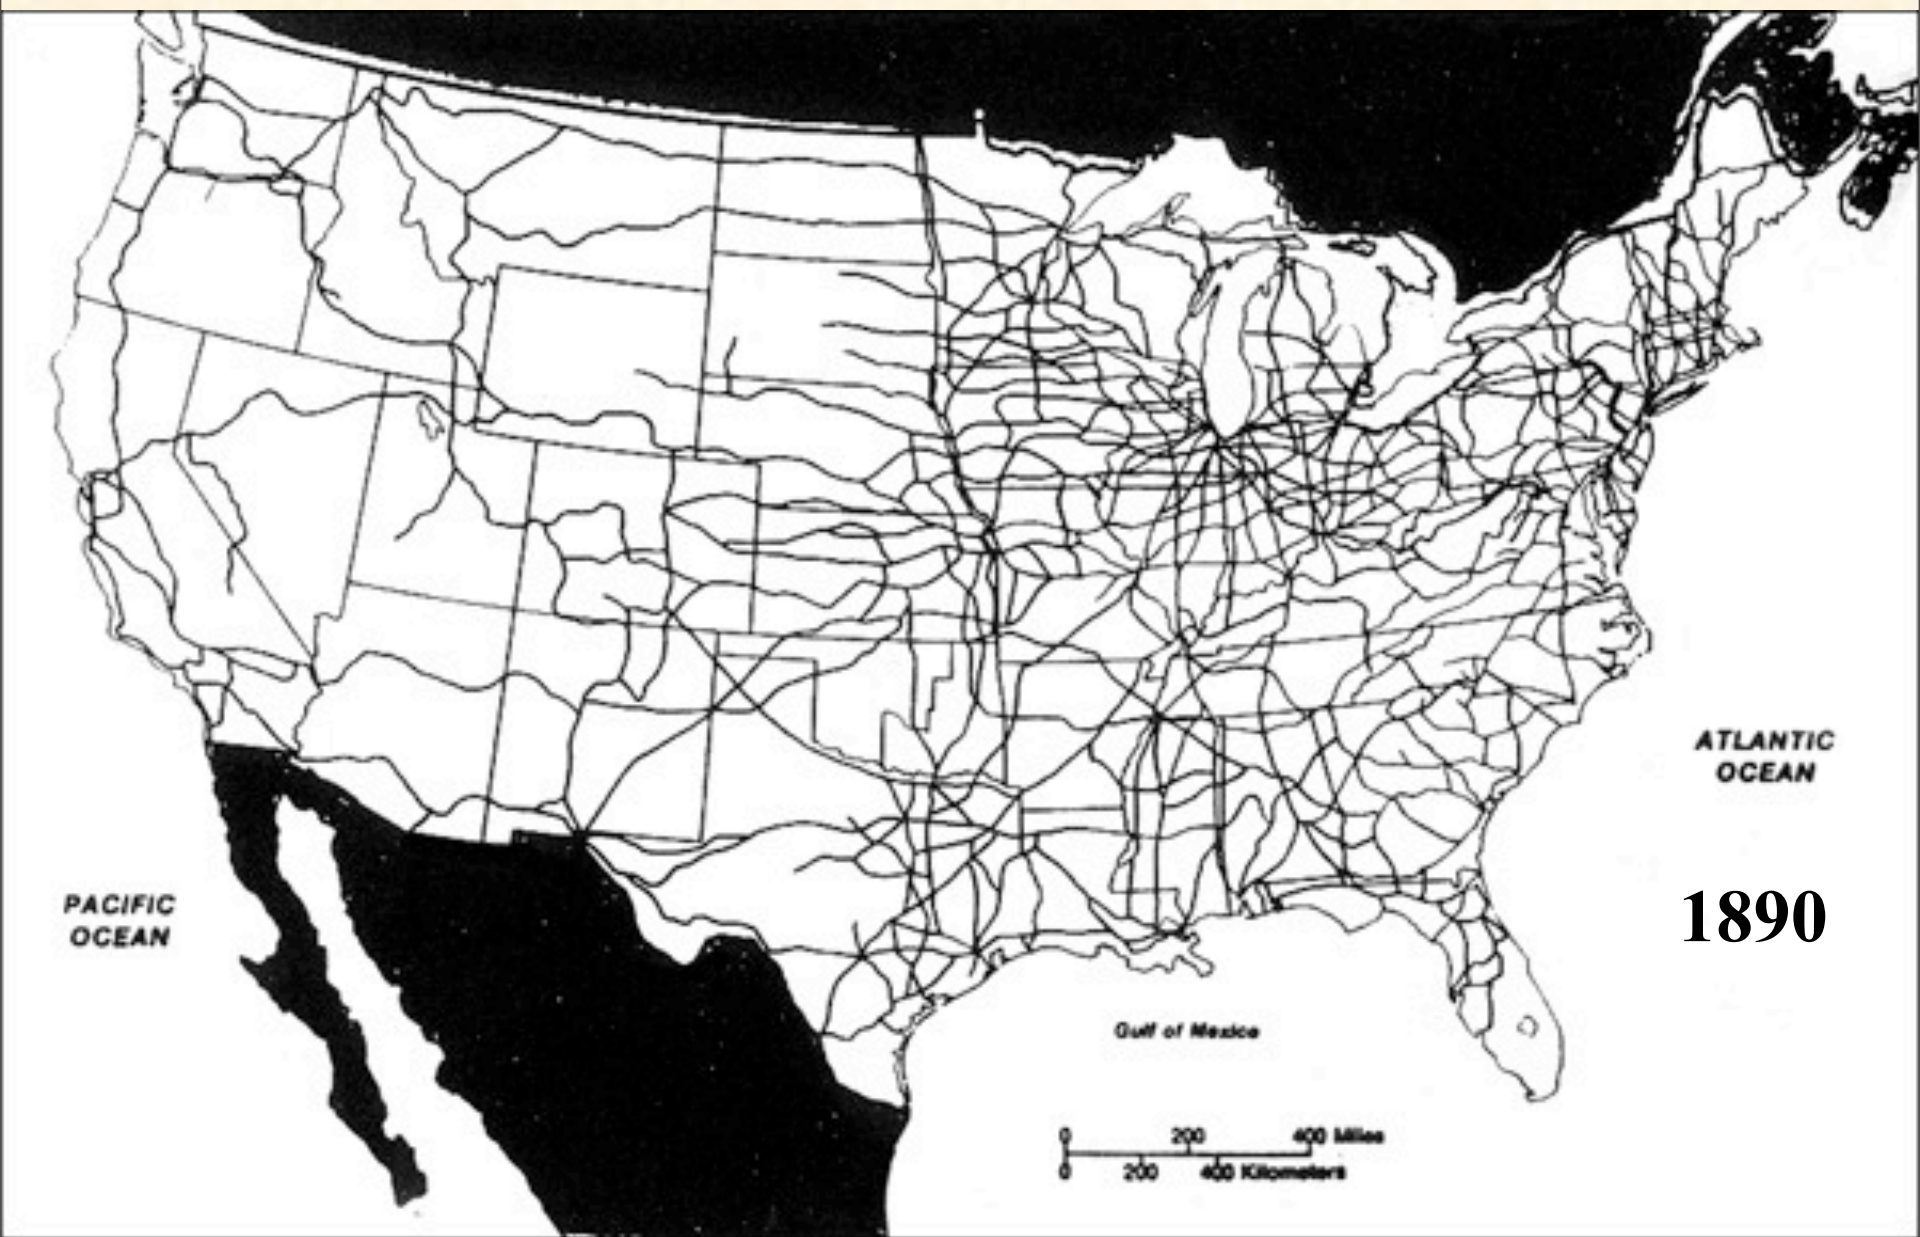 ATLANTIC
OCEAN
PACIFIC
OCEAN
1890
Gulf of Mexico
0 200 400 Miles
0 200 400 Kilometers